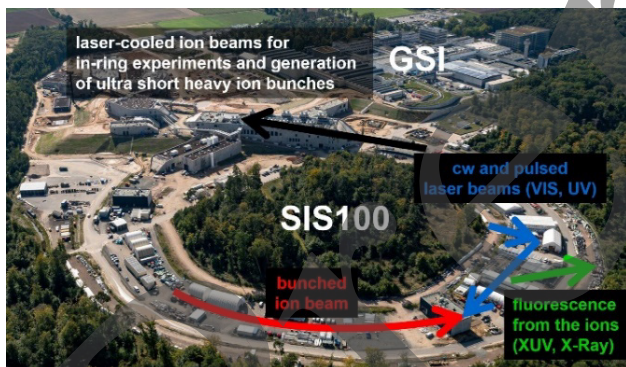 laser-cooled ion beams for
in-ring experiments and generation
of ultra short heavy ion bunches
GSI
cw and pulsed
laser beams (VIS, UV)
SIS100
bunched
ion beam
fluorescence
from the ions
(XUV, X-Ray)